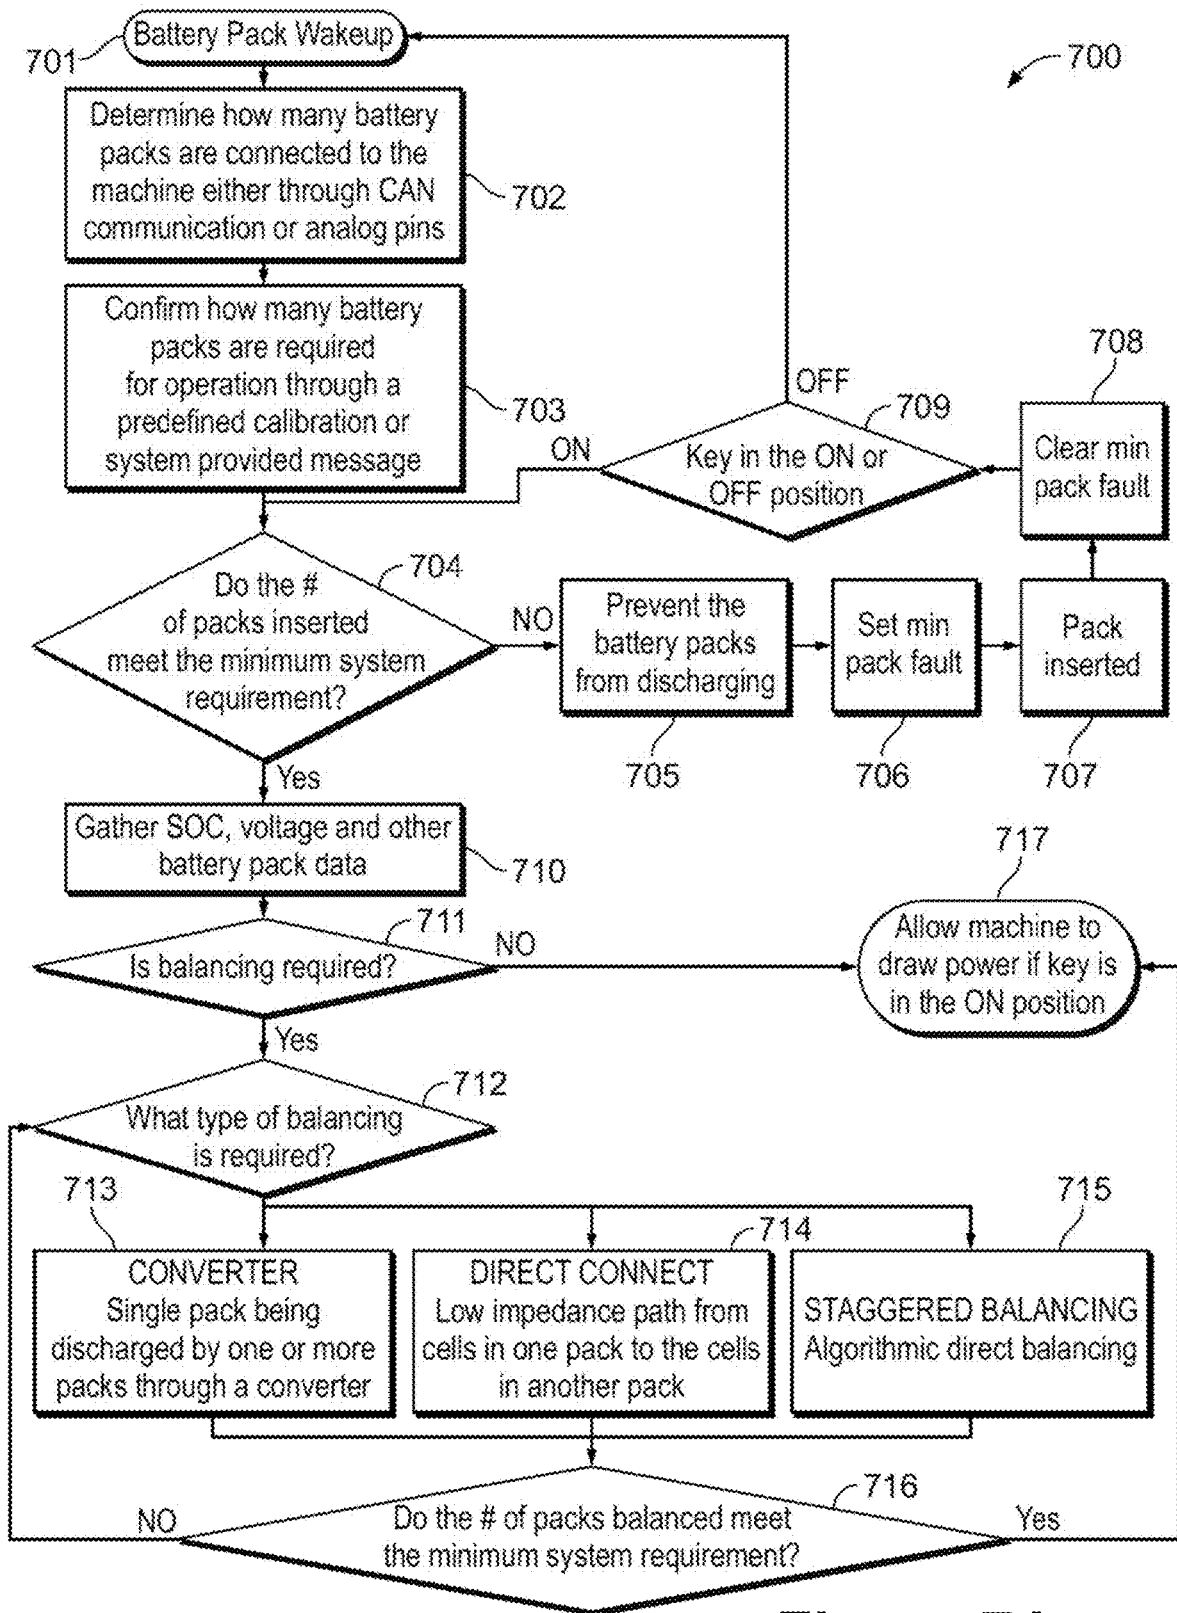 Battery Pack Wakeup
701
700
Determine how many battery
packs are connected to the
machine either through CAN
communication or analog pins
702
Confirm how many battery
packs are required
for operation through a
predefined calibration or
system provided message
703
OFF
ON
Key in the ON or
OFF position
709
708
Clear min
pack fault
Do the #
of packs inserted
meet the minimum system
requirement?
704
NO
Prevent the
battery packs
from discharging
705
Set min
pack fault
706
Pack
inserted
707
Yes
Gather SOC, voltage and other
battery pack data
710
717
Allow machine to
draw power if key is
in the ON position
711
Is balancing required?
NO
Yes
712
What type of balancing
is required?
713
CONVERTER
Single pack being
discharged by one or more
packs through a converter
714
DIRECT CONNECT
Low impedance path from
cells in one pack to the cells
in another pack
715
STAGGERED BALANCING
Algorithmic direct balancing
716
NO
Do the # of packs balanced meet
the minimum system requirement?
Yes